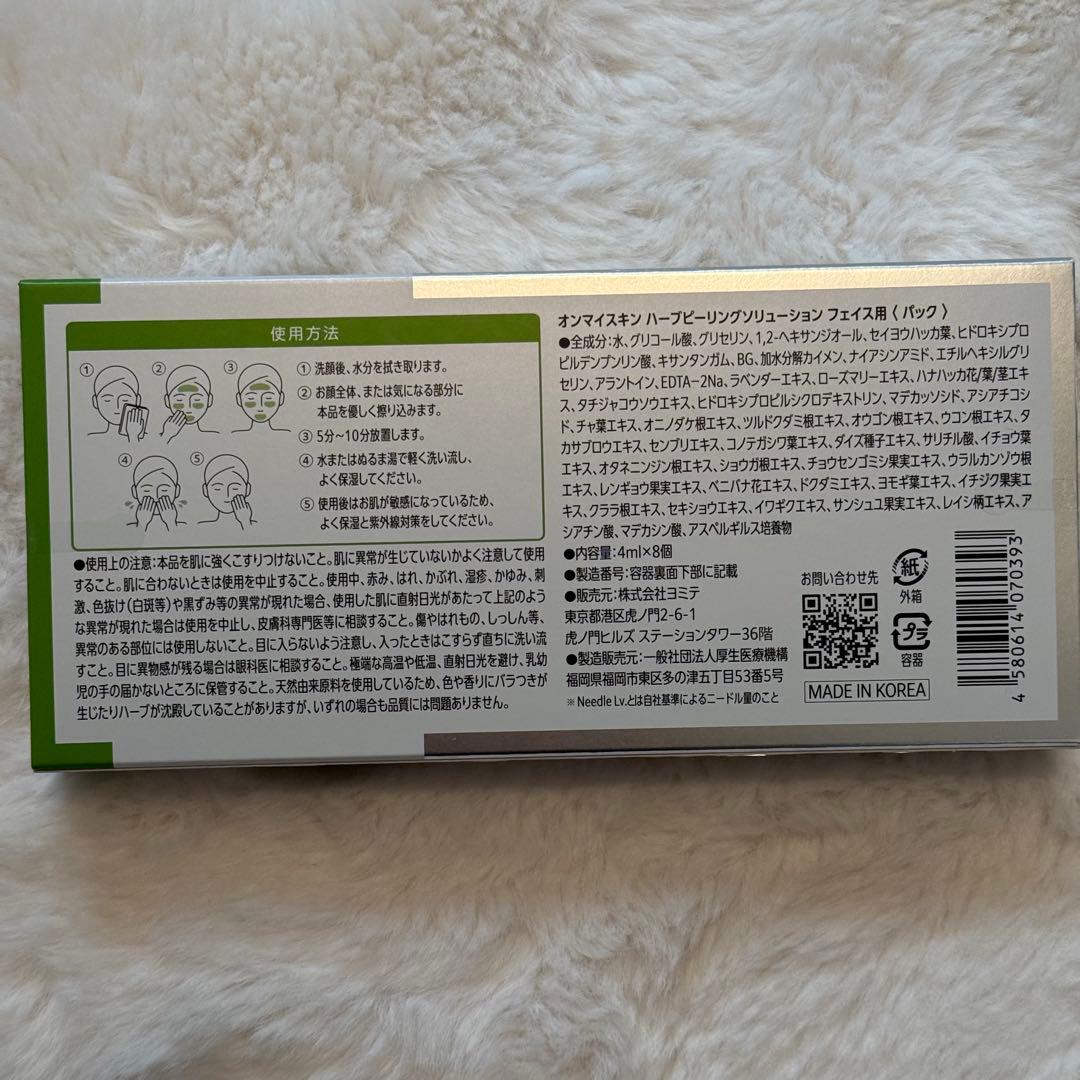 使用方法
①
②
③
④
⑤
① 洗顔後、水分を拭き取ります。
② お顔全体、または気になる部分に
本品を優しく擦り込みます。
③ 5分〜10分放置します。
④ 水またはぬるま湯で軽く洗い流し、
よく保湿してください。
⑤ 使用後はお肌が敏感になっているため、
よく保湿と紫外線対策をしてください。
●使用上の注意：本品を肌に強くこすりつけないこと。肌に異常が生じていないかよく注意して使用
すること。肌に合わないときは使用を中止すること。使用中、赤み、はれ、かぶれ、湿疹、かゆみ、刺
激、色抜け（白斑等）や黒ずみ等の異常が現れた場合、使用した肌に直射日光があたって上記のよう
な異常が現れた場合は使用を中止し、皮膚科専門医等に相談すること。傷やはれもの、しっしん等、
異常のある部位には使用しないこと。目に入らないよう注意し、入ったときはこすらず直ちに洗い流
すこと。目に異物感が残る場合は眼科医に相談すること。極端な高温や低温、直射日光を避け、乳幼
児の手の届かないところに保管すること。天然由来原料を使用しているため、色や香りにバラつきが
生じたりハーブが沈殿していることがありますが、いずれの場合も品質には問題ありません。
オンマイスキン ハーブピーリングソリューション フェイス用〈 パック 〉
●全成分：水、グリコール酸、グリセリン、1,2-ヘキサンジオール、セイヨウハッカ葉、ヒドロキシプロ
ピルデンプンリン酸、キサンタンガム、BG、加水分解カイメン、ナイアシンアミド、エチルヘキシルグリ
セリン、アラントイン、EDTA-2Na、ラベンダーエキス、ローズマリーエキス、ハナハッカ花/葉/茎エキ
ス、タチジャコウソウエキス、ヒドロキシプロピルシクロデキストリン、マデカッソシド、アシアチコシ
ド、チャ葉エキス、オニノダケ根エキス、ツルドクダミ根エキス、オウゴン根エキス、ウコン根エキス、タ
カサブロウエキス、センブリエキス、コノテガシワ葉エキス、ダイズ種子エキス、サリチル酸、イチョウ葉
エキス、オタネニンジン根エキス、ショウガ根エキス、チョウセンゴミシ果実エキス、ウラルカンゾウ根
エキス、レンギョウ果実エキス、ベニバナ花エキス、ドクダミエキス、ヨモギ葉エキス、イチジク果実エ
キス、クララ根エキス、セキショウエキス、イワギクエキス、サンシュユ果実エキス、レイシ柄エキス、ア
シアチン酸、マデカシン酸、アスペルギルス培養物
●内容量：4ml×8個
●製造番号：容器裏面下部に記載
●販売元：株式会社ヨミテ
東京都港区虎ノ門2-6-1
虎ノ門ヒルズ ステーションタワー36階
●製造販売元：一般社団法人厚生医療機構
福岡県福岡市東区多の津五丁目53番5号
※ Needle Lv.とは自社基準によるニードル量のこと
お問い合わせ先
紙
外箱
プラ
容器
MADE IN KOREA
4 580614 070393